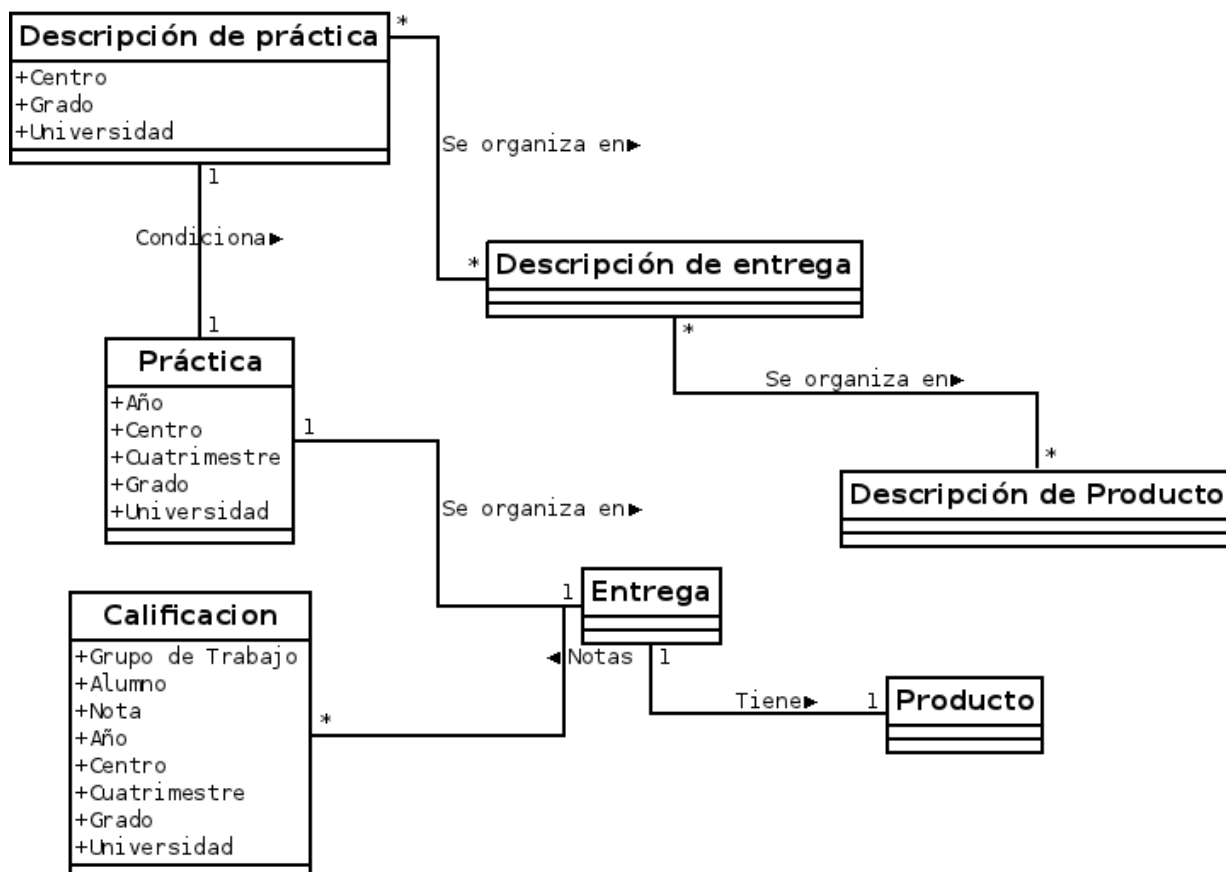 Descripción de práctica
+Centro
+Grado
+Universidad
*
Se organiza en►
*
1
Condiciona►
1
Descripción de entrega
*
Se organiza en►
*
Descripción de Producto
Práctica
+Año
+Centro
+Cuatrimestre
+Grado
+Universidad
1
Se organiza en►
1
Entrega
◄Notas
1
Tiene►
1
Producto
Calificacion
+Grupo de Trabajo
+Alumno
+Nota
+Año
+Centro
+Cuatrimestre
+Grado
+Universidad
*